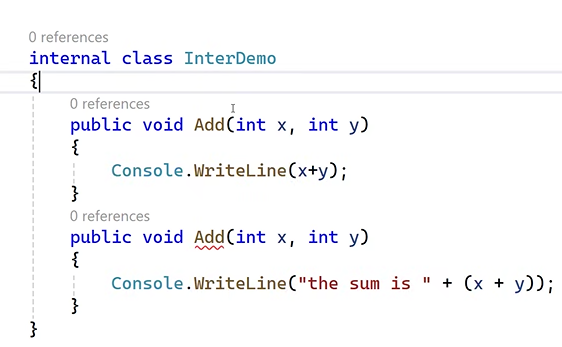 0 references
internal class InterDemo
{
0 references
public void Add(int x, int y)
{
Console.WriteLine(x+y);
}
0 references
public void Add(int x, int y)
{
Console.WriteLine("the sum is " + (x + y));
}
}